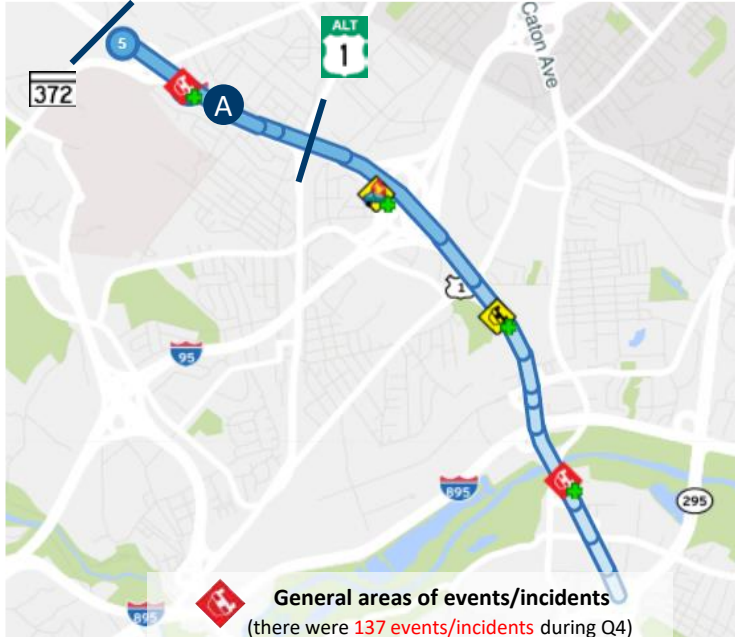 5
372
A
ALT
1
Caton Ave
1
95
895
295
895
General areas of events/incidents
(there were 137 events/incidents during Q4)